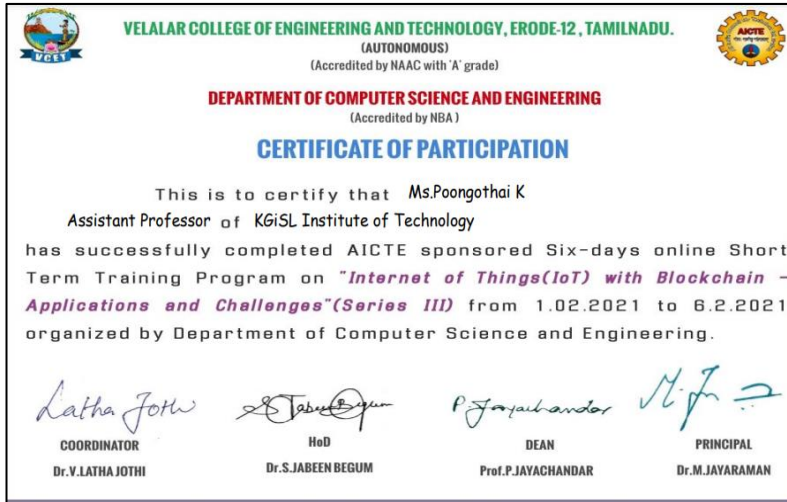 VELALAR COLLEGE OF ENGINEERING AND TECHNOLOGY, ERODE-12, TAMILNADU.
(AUTONOMOUS)
(Accredited by NAAC with 'A' grade)
VCET
AICTE
DEPARTMENT OF COMPUTER SCIENCE AND ENGINEERING
(Accredited by NBA )
CERTIFICATE OF PARTICIPATION
This is to certify that Ms.Poongothai K
Assistant Professor of KGiSL Institute of Technology
has successfully completed AICTE sponsored Six-days online Short
Term Training Program on "Internet of Things(IoT) with Blockchain -
Applications and Challenges"(Series III) from 1.02.2021 to 6.2.2021
organized by Department of Computer Science and Engineering.
Latha Jothi S Jabeen Begum P Jayachandar
COORDINATOR HoD DEAN PRINCIPAL
Dr.V.LATHA JOTHI Dr.S.JABEEN BEGUM Prof.P.JAYACHANDAR Dr.M.JAYARAMAN